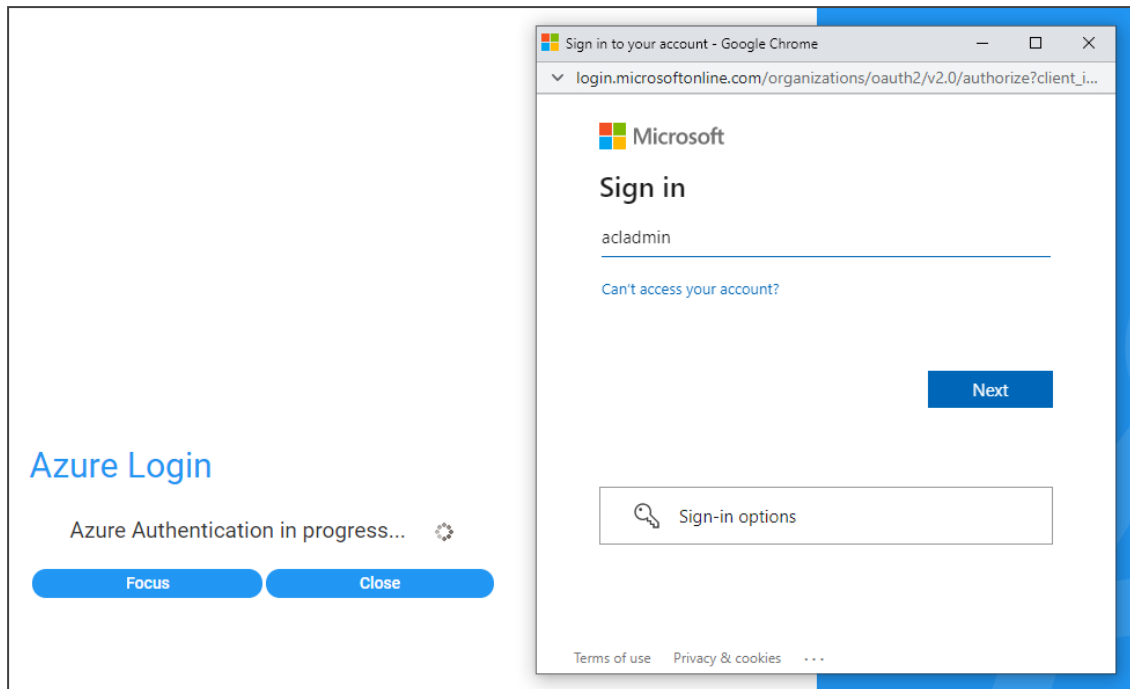 Azure Login
Azure Authentication in progress...
Focus Close
Sign in to your account - Google Chrome
login.microsoftonline.com/organizations/oauth2/v2.0/authorize?client_i...
Microsoft
Sign in
acladmin
Can't access your account?
Next
Sign-in options
Terms of use Privacy & cookies ...